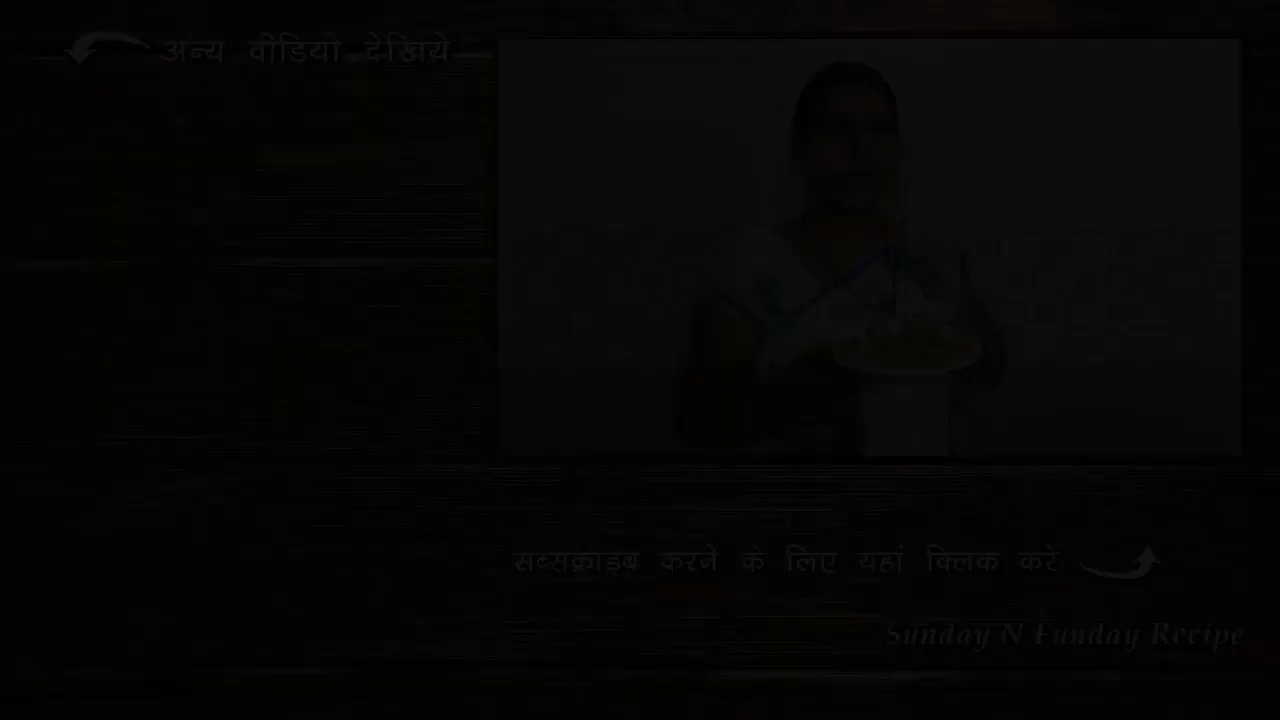 अन्य वीडियो देखिये
सब्सक्राइब करने के लिए यहां क्लिक करे
Sunday N Funday Recipe